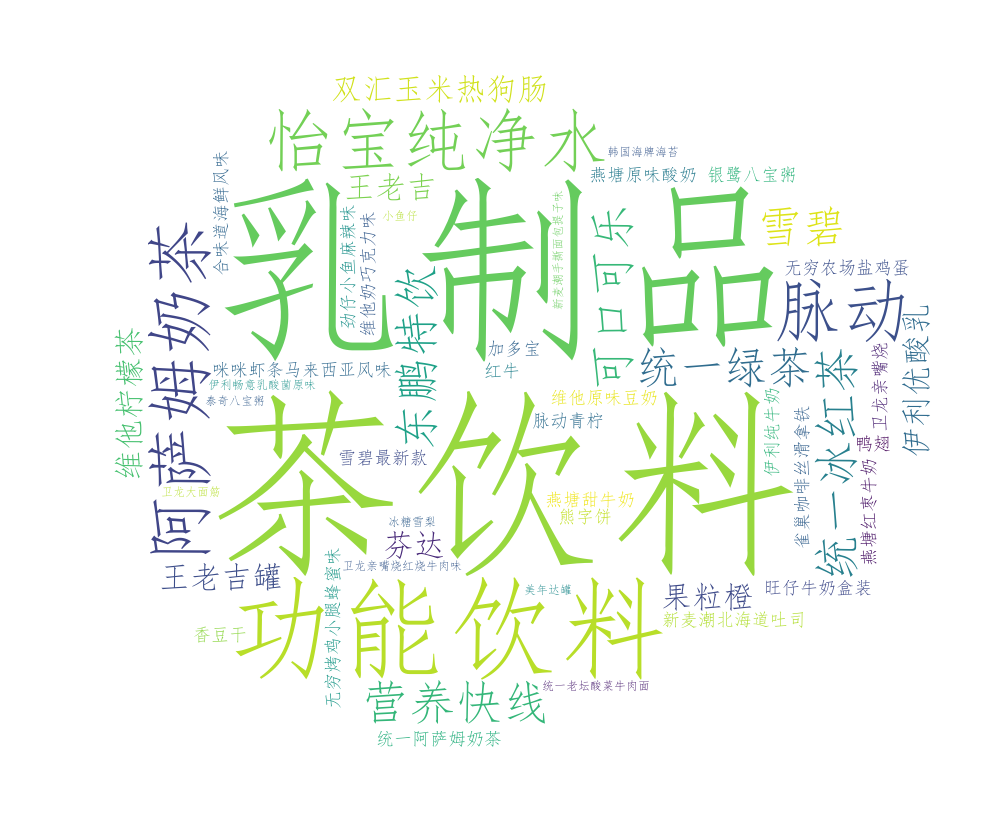 双汇玉米热狗肠
怡宝纯净水
韩国海牌海苔
合味道海鲜风味
王老吉
燕塘原味酸奶
银鹭八宝粥
小鱼仔
乳制品
新麦潮手撕面包提子味
雪碧
阿萨姆奶茶
劲仔小鱼麻辣味
维他奶巧克力味
可口可乐
无穷农场盐鸡蛋
东鹏特饮
脉动
维他柠檬茶
加多宝
红牛
统一绿茶
伊利优酸乳
咪咪虾条马来西亚风味
伊利畅意乳酸菌原味
泰奇八宝粥
卫龙亲嘴烧
统一冰红茶
维他原味豆奶
脉动青柠
伊利纯牛奶
茶饮料
雀巢咖啡丝滑拿铁
雪碧最新款
燕塘红枣牛奶
卫龙大面筋
燕塘甜牛奶
熊字饼
冰糖雪梨
芬达
卫龙亲嘴烧红烧牛肉味
王老吉罐
无穷烤鸡小腿蜂蜜味
美年达罐
果粒橙
旺仔牛奶盒装
功能饮料
香豆干
新麦潮北海道吐司
营养快线
统一老坛酸菜牛肉面
统一阿萨姆奶茶